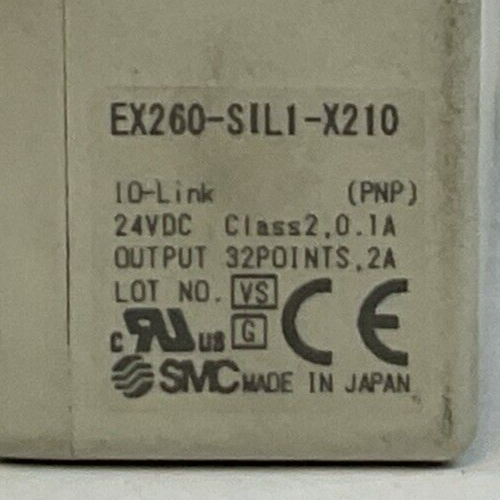 EX260-SIL1-X210
IO-Link (PNP)
24VDC Class2,0.1A
OUTPUT 32POINTS,2A
LOT NO. VS
G
CE
c RU us
SMC MADE IN JAPAN